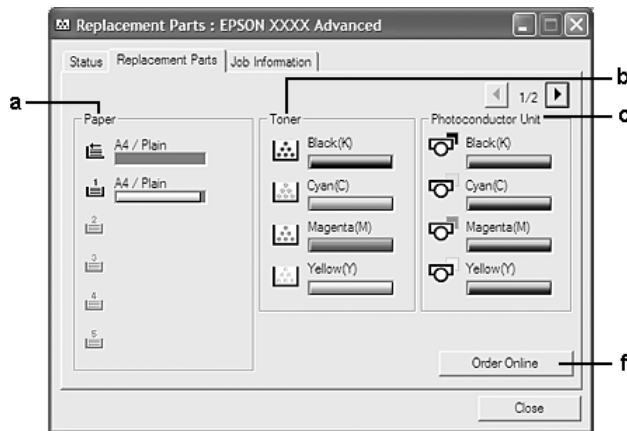 Replacement Parts : EPSON XXXX Advanced
Status Replacement Parts Job Information
1/2
a
b
c
Paper
Toner
Photoconductor Unit
A4 / Plain
Black(K)
Black(K)
1
A4 / Plain
Cyan(C)
Cyan(C)
2
Magenta(M)
Magenta(M)
3
Yellow(Y)
Yellow(Y)
4
5
Order Online
f
Close